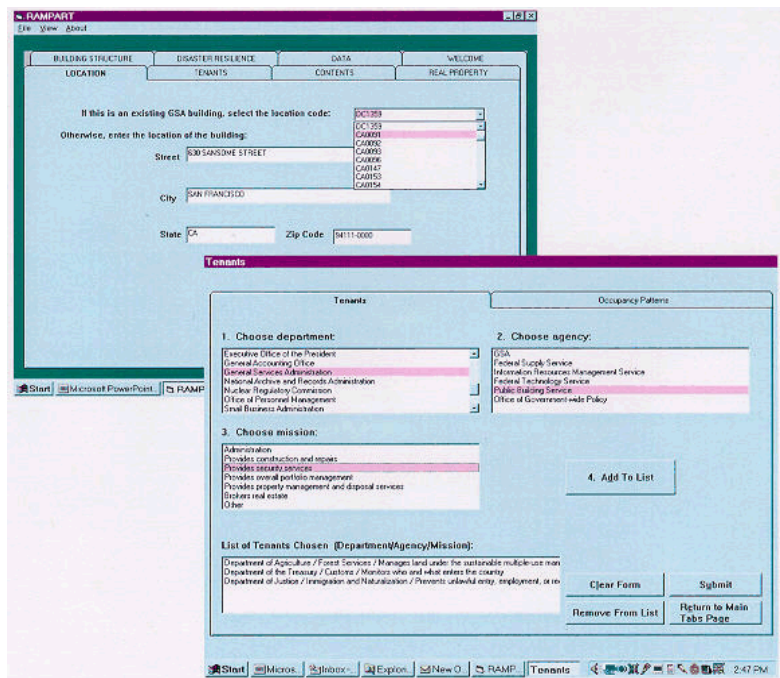 RAMPART
File View About
BUILDING STRUCTURE DISASTER RESILIENCE DATA WELCOME
LOCATION TENANTS CONTENTS REAL PROPERTY
If this is an existing GSA building, select the location code: DC1359
DC1359
CA0091
CA0092
CA0093
CA0096
CA0147
CA0153
CA0154
Otherwise, enter the location of the building:
Street 630 SANSOME STREET
City SAN FRANCISCO
State CA Zip Code 94111-0000
Start Microsoft PowerPoint... RAMP
Tenants
Tenants Occupancy Patterns
1. Choose department:
Executive Office of the President
General Accounting Office
General Services Administration
National Archive and Records Administration
Nuclear Regulatory Commission
Office of Personnel Management
Small Business Administration
2. Choose agency:
GSA
Federal Supply Service
Information Resources Management Service
Federal Technology Service
Public Building Service
Office of Government-wide Policy
3. Choose mission:
Administration
Provides construction and repairs
Provides security services
Provides overall portfolio management
Provides property management and disposal services
Brokers real estate
Other
4. Add To List
List of Tenants Chosen (Department/Agency/Mission):
Department of Agriculture / Forest Services / Manages land under the sustainable multiple-use man
Department of the Treasury / Customs / Monitors who and what enters the country
Department of Justice / Immigration and Naturalization / Prevents unlawful entry, employment, or re
Clear Form Submit
Remove From List Return to Main Tabs Page
Start Micros... Inbox-... Explori... New O... RAMP... Tenants 2:47 PM